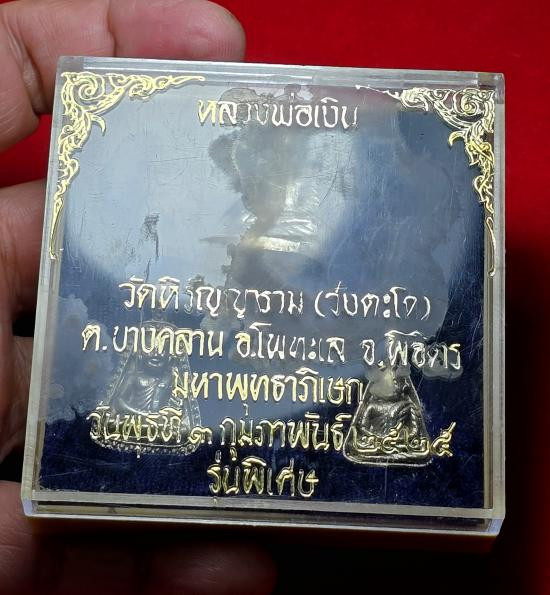 หลวงพ่อเงิน
วัดหิรัญญาราม (วังตะโก)
ต.บางคลาน อ.โพทะเล จ.พิจิตร
มหาพุทธาภิเษก
วันพุธที่ ๓ กุมภาพันธ์ ๒๕๒๕
รุ่นพิเศษ